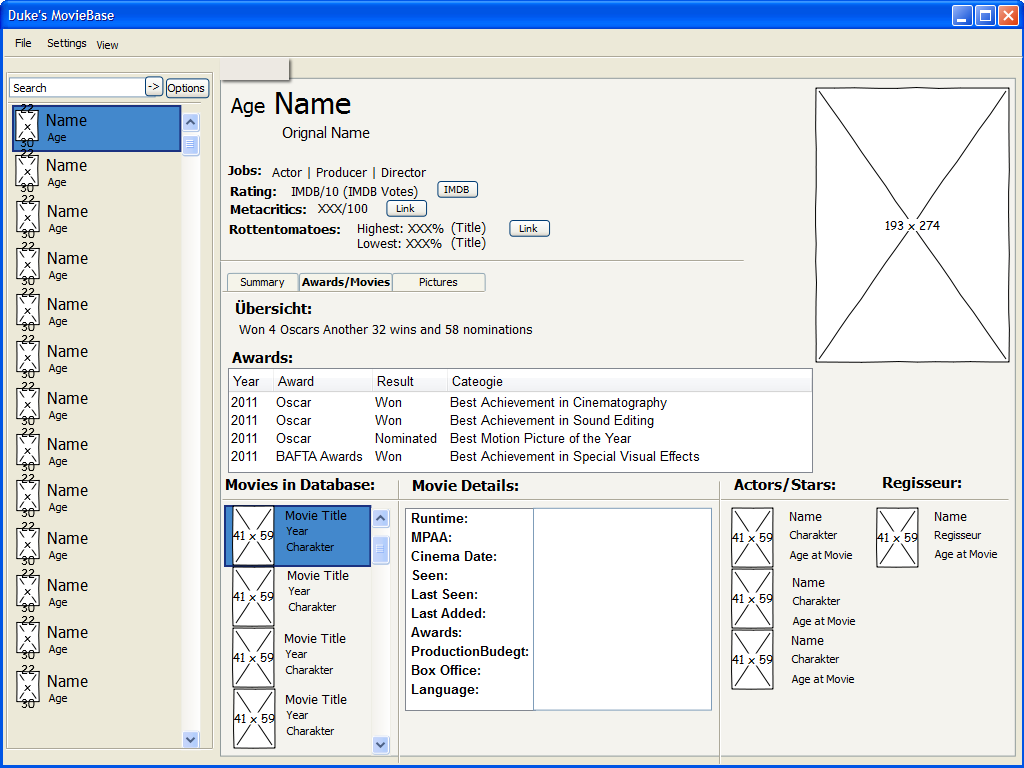 Duke's MovieBase
File Settings View
Search -> Options
22 x 30 Name
Age
22 x 30 Name
Age
22 x 30 Name
Age
22 x 30 Name
Age
22 x 30 Name
Age
22 x 30 Name
Age
22 x 30 Name
Age
22 x 30 Name
Age
22 x 30 Name
Age
22 x 30 Name
Age
22 x 30 Name
Age
22 x 30 Name
Age
22 x 30 Name
Age
Age Name
Orignal Name
Jobs: Actor | Producer | Director
Rating: IMDB/10 (IMDB Votes) IMDB
Metacritics: XXX/100 Link
Rottentomatoes: Highest: XXX% (Title) Link
Lowest: XXX% (Title)
193 x 274
Summary Awards/Movies Pictures
Übersicht:
Won 4 Oscars Another 32 wins and 58 nominations
Awards:
Year Award Result Cateogie
2011 Oscar Won Best Achievement in Cinematography
2011 Oscar Won Best Achievement in Sound Editing
2011 Oscar Nominated Best Motion Picture of the Year
2011 BAFTA Awards Won Best Achievement in Special Visual Effects
Movies in Database:
41 x 59 Movie Title
Year
Charakter
41 x 59 Movie Title
Year
Charakter
41 x 59 Movie Title
Year
Charakter
41 x 59 Movie Title
Year
Charakter
Movie Details:
Runtime:
MPAA:
Cinema Date:
Seen:
Last Seen:
Last Added:
Awards:
ProductionBudegt:
Box Office:
Language:
Actors/Stars:
41 x 59 Name
Charakter
Age at Movie
41 x 59 Name
Charakter
Age at Movie
41 x 59 Name
Charakter
Age at Movie
Regisseur:
41 x 59 Name
Regisseur
Age at Movie